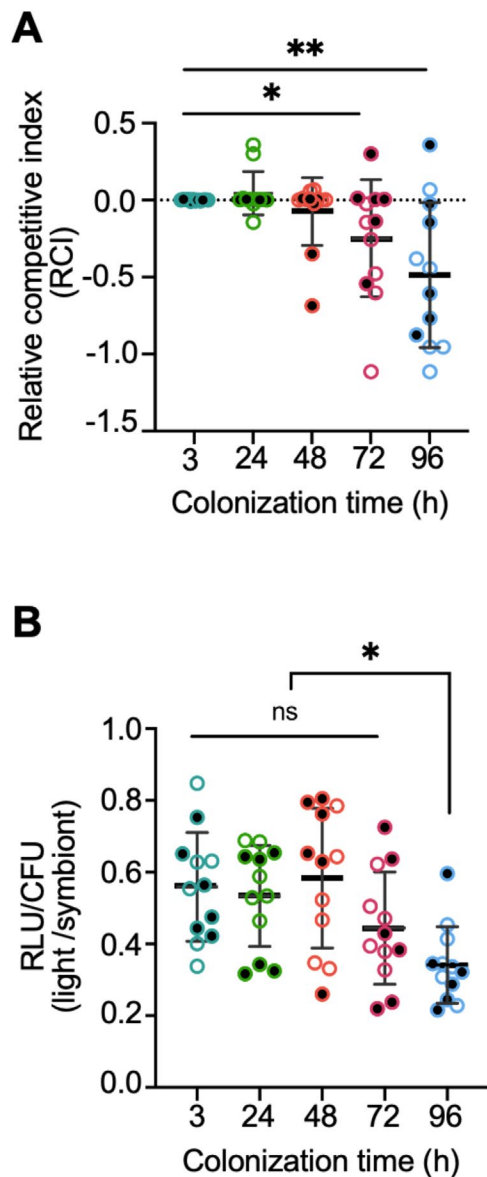 A
**
*
Relative competitive index
(RCI)
0.5
0.0
-0.5
-1.0
-1.5
3 24 48 72 96
Colonization time (h)
B
*
ns
RLU/CFU
(light /symbiont)
1.0
0.8
0.6
0.4
0.2
0.0
3 24 48 72 96
Colonization time (h)